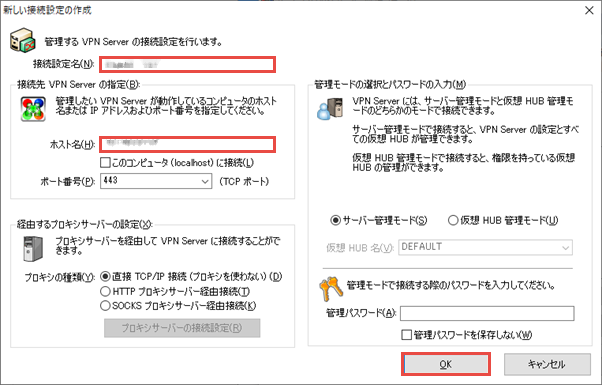 新しい接続設定の作成
管理する VPN Server の接続設定を行います。
接続設定名(N):
接続先 VPN Server の指定(B):
管理したい VPN Server が動作しているコンピュータのホスト
名または IP アドレスおよびポート番号を指定してください。
ホスト名(H):
このコンピュータ (localhost) に接続(L)
ポート番号(P):
443
(TCP ポート)
経由するプロキシサーバーの設定(X):
プロキシサーバーを経由して VPN Server に接続することがで
きます。
プロキシの種類(Y):
直接 TCP/IP 接続 (プロキシを使わない) (D)
HTTP プロキシサーバー経由接続(T)
SOCKS プロキシサーバー経由接続(K)
プロキシサーバーの接続設定(R)
管理モードの選択とパスワードの入力(M)
VPN Server には、サーバー管理モードと仮想 HUB 管理モー
ドのどちらかのモードで接続できます。
サーバー管理モードで接続すると、VPN Server の設定とすべ
ての仮想 HUB が管理できます。
仮想 HUB 管理モードで接続すると、権限を持っている仮想
HUB の管理ができます。
サーバー管理モード(S)
仮想 HUB 管理モード(U)
仮想 HUB 名(V):
DEFAULT
管理モードで接続する際のパスワードを入力してください。
管理パスワード(A):
管理パスワードを保存しない(W)
OK
キャンセル